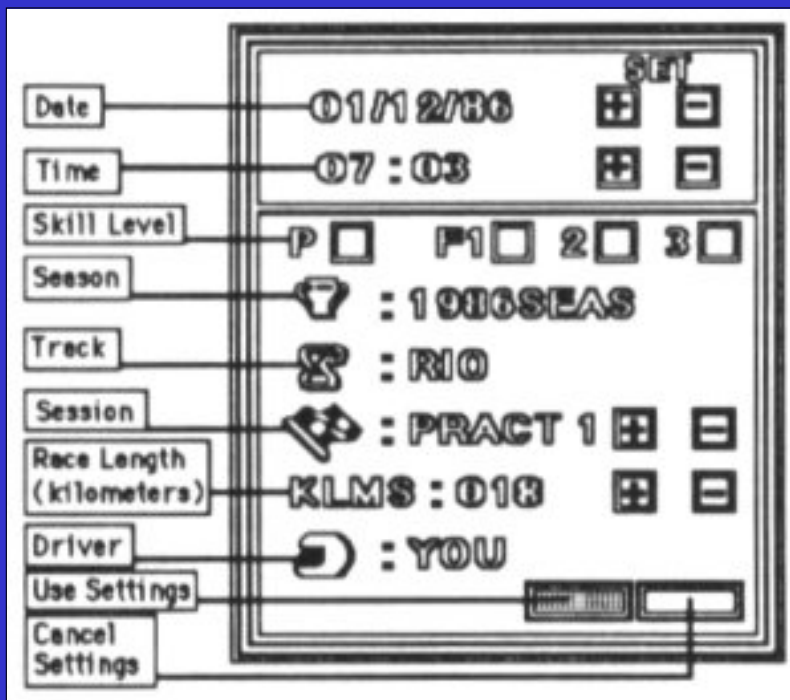 SET
Date 01/12/86 + -
Time 07:03 + -
Skill Level P F1 2 3
Season : 1986SEAS
Track : RIO
Session : PRACT 1 + -
Race Length
(kilometers) KLMS : 018 + -
Driver : YOU
Use Settings
Cancel
Settings